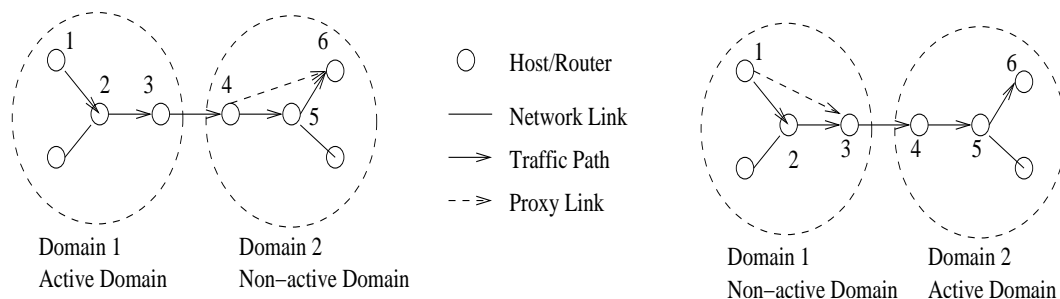 1
2
3
4
5
6
Domain 1
Active Domain
Domain 2
Non-active Domain
Host/Router
Network Link
Traffic Path
Proxy Link
1
2
3
4
5
6
Domain 1
Non-active Domain
Domain 2
Active Domain